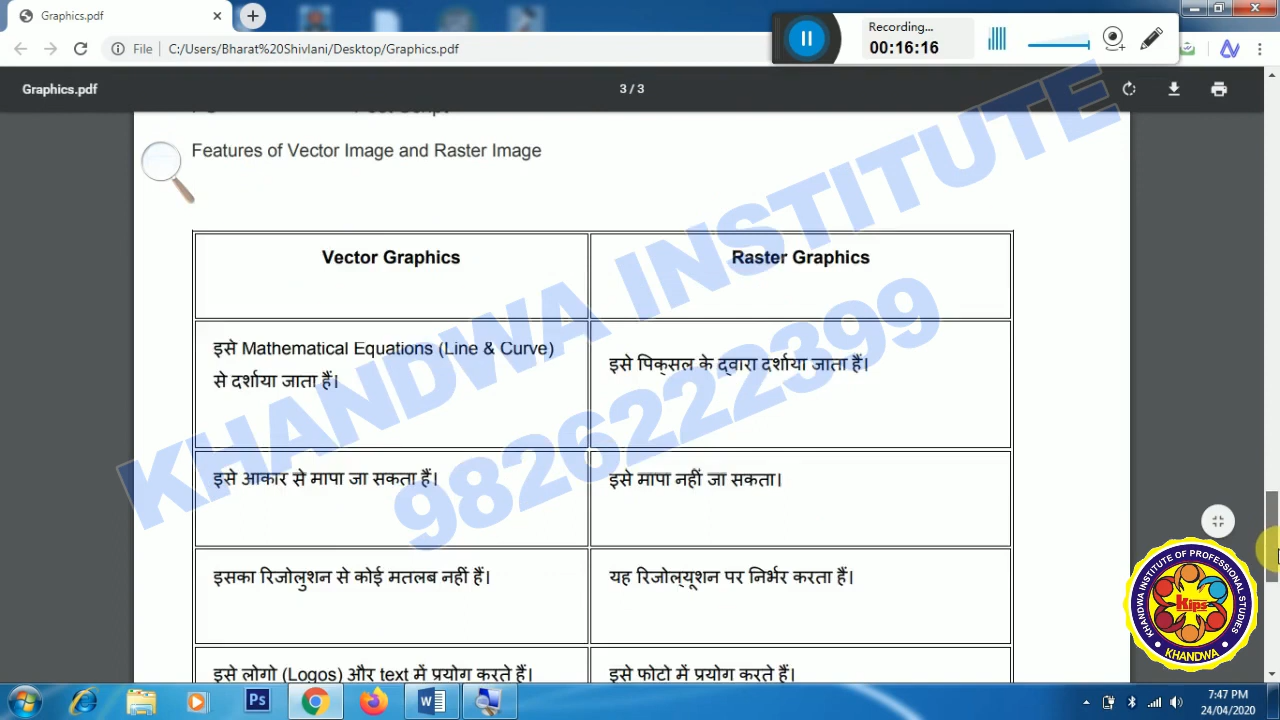 Graphics.pdf
File
C:/Users/Bharat%20Shivlani/Desktop/Graphics.pdf
Recording...
00:16:16
Graphics.pdf
3 / 3
Features of Vector Image and Raster Image
Vector Graphics
Raster Graphics
इसे Mathematical Equations (Line & Curve)
से दर्शाया जाता हैं।
इसे पिक्सल के द्वारा दर्शाया जाता हैं।
इसे आकार से मापा जा सकता हैं।
इसे मापा नहीं जा सकता।
इसका रिजोलुशन से कोई मतलब नहीं हैं।
यह रिजोल्यूशन पर निर्भर करता हैं।
इसे लोगो (Logos) और text में प्रयोग करते हैं।
इसे फोटो में प्रयोग करते हैं।
KHANDWA INSTITUTE
9826222399
KHANDWA INSTITUTE OF PROFESSIONAL STUDIES
Kips
KHANDWA
Ps
W
7:47 PM
24/04/2020